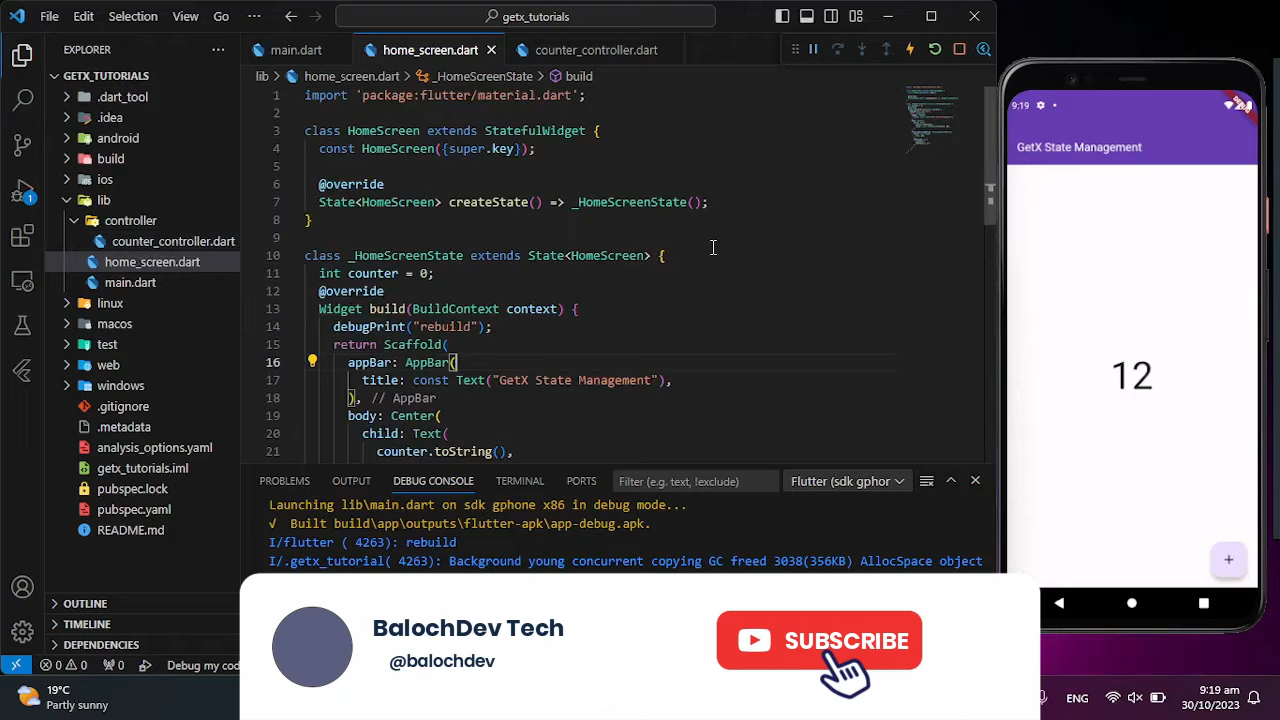 File Edit Selection View Go ··· getx_tutorials
EXPLORER ···
GETX_TUTORIALS
.dart_tool
.idea
android
build
ios
lib
controller
counter_controller.dart
home_screen.dart
main.dart
linux
macos
test
web
windows
.gitignore
.metadata
analysis_options.yaml
getx_tutorials.iml
pubspec.lock
pubspec.yaml
README.md
OUTLINE
TIMELINE
DEPENDENCIES
1
main.dart home_screen.dart counter_controller.dart
lib > home_screen.dart > _HomeScreenState > build
1 import 'package:flutter/material.dart';
2
3 class HomeScreen extends StatefulWidget {
4 const HomeScreen({super.key});
5
6 @override
7 State<HomeScreen> createState() => _HomeScreenState();
8 }
9
10 class _HomeScreenState extends State<HomeScreen> {
11 int counter = 0;
12 @override
13 Widget build(BuildContext context) {
14 debugPrint("rebuild");
15 return Scaffold(
16 appBar: AppBar(
17 title: const Text("GetX State Management"),
18 ), // AppBar
19 body: Center(
20 child: Text(
21 counter.toString(),
PROBLEMS OUTPUT DEBUG CONSOLE TERMINAL PORTS Filter (e.g. text, !exclude) Flutter (sdk gphor
Launching lib\main.dart on sdk gphone x86 in debug mode...
√ Built build\app\outputs\flutter-apk\app-debug.apk.
I/flutter ( 4263): rebuild
I/.getx_tutorial( 4263): Background young concurrent copying GC freed 3038(356KB) AllocSpace object
0 0 0 Debug my cod
9:19
GetX State Management
12
+
BalochDev Tech
@balochdev
SUBSCRIBE
19°C
Partly sunny
ENG
9:19 am
30/10/2023